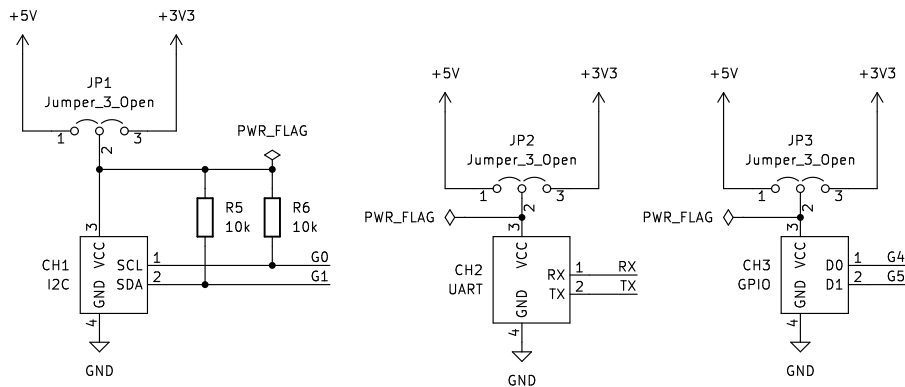 +5V
+3V3
JP1
Jumper_3_Open
1
2
3
PWR_FLAG
R5
10k
R6
10k
CH1
I2C
3
VCC
GND
SCL
SDA
1
2
G0
G1
4
GND
+5V
+3V3
JP2
Jumper_3_Open
1
2
3
PWR_FLAG
3
VCC
GND
CH2
UART
RX
TX
1
2
RX
TX
4
GND
+5V
+3V3
JP3
Jumper_3_Open
1
2
3
PWR_FLAG
3
VCC
GND
CH3
GPIO
D0
D1
1
2
G4
G5
4
GND